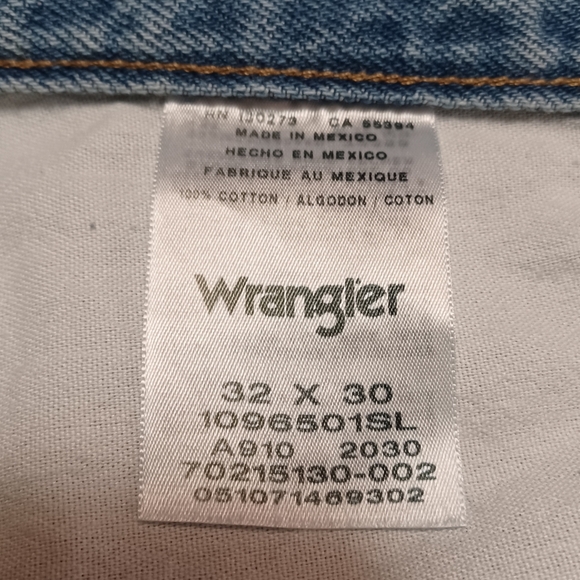 RN 130273 CA 55394
MADE IN MEXICO
HECHO EN MEXICO
FABRIQUE AU MEXIQUE
100% COTTON / ALGODON / COTON
Wrangler
32 X 30
1096501SL
A910 2030
70215130-002
051071469302